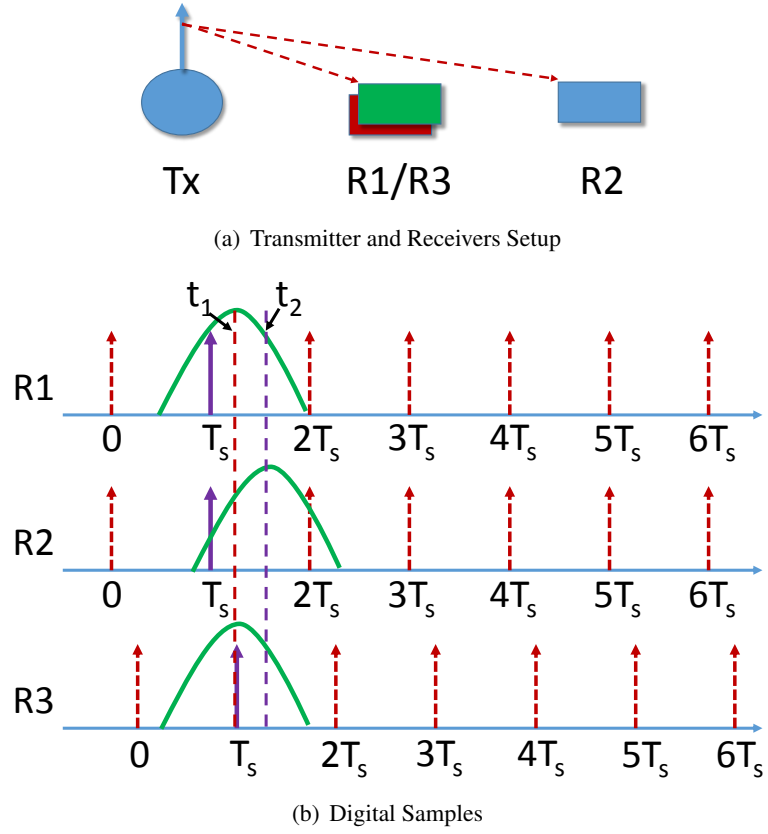 Tx R1/R3 R2
(a) Transmitter and Receivers Setup
t₁ t₂
R1
0 Tₛ 2Tₛ 3Tₛ 4Tₛ 5Tₛ 6Tₛ
R2
0 Tₛ 2Tₛ 3Tₛ 4Tₛ 5Tₛ 6Tₛ
R3
0 Tₛ 2Tₛ 3Tₛ 4Tₛ 5Tₛ 6Tₛ
(b) Digital Samples